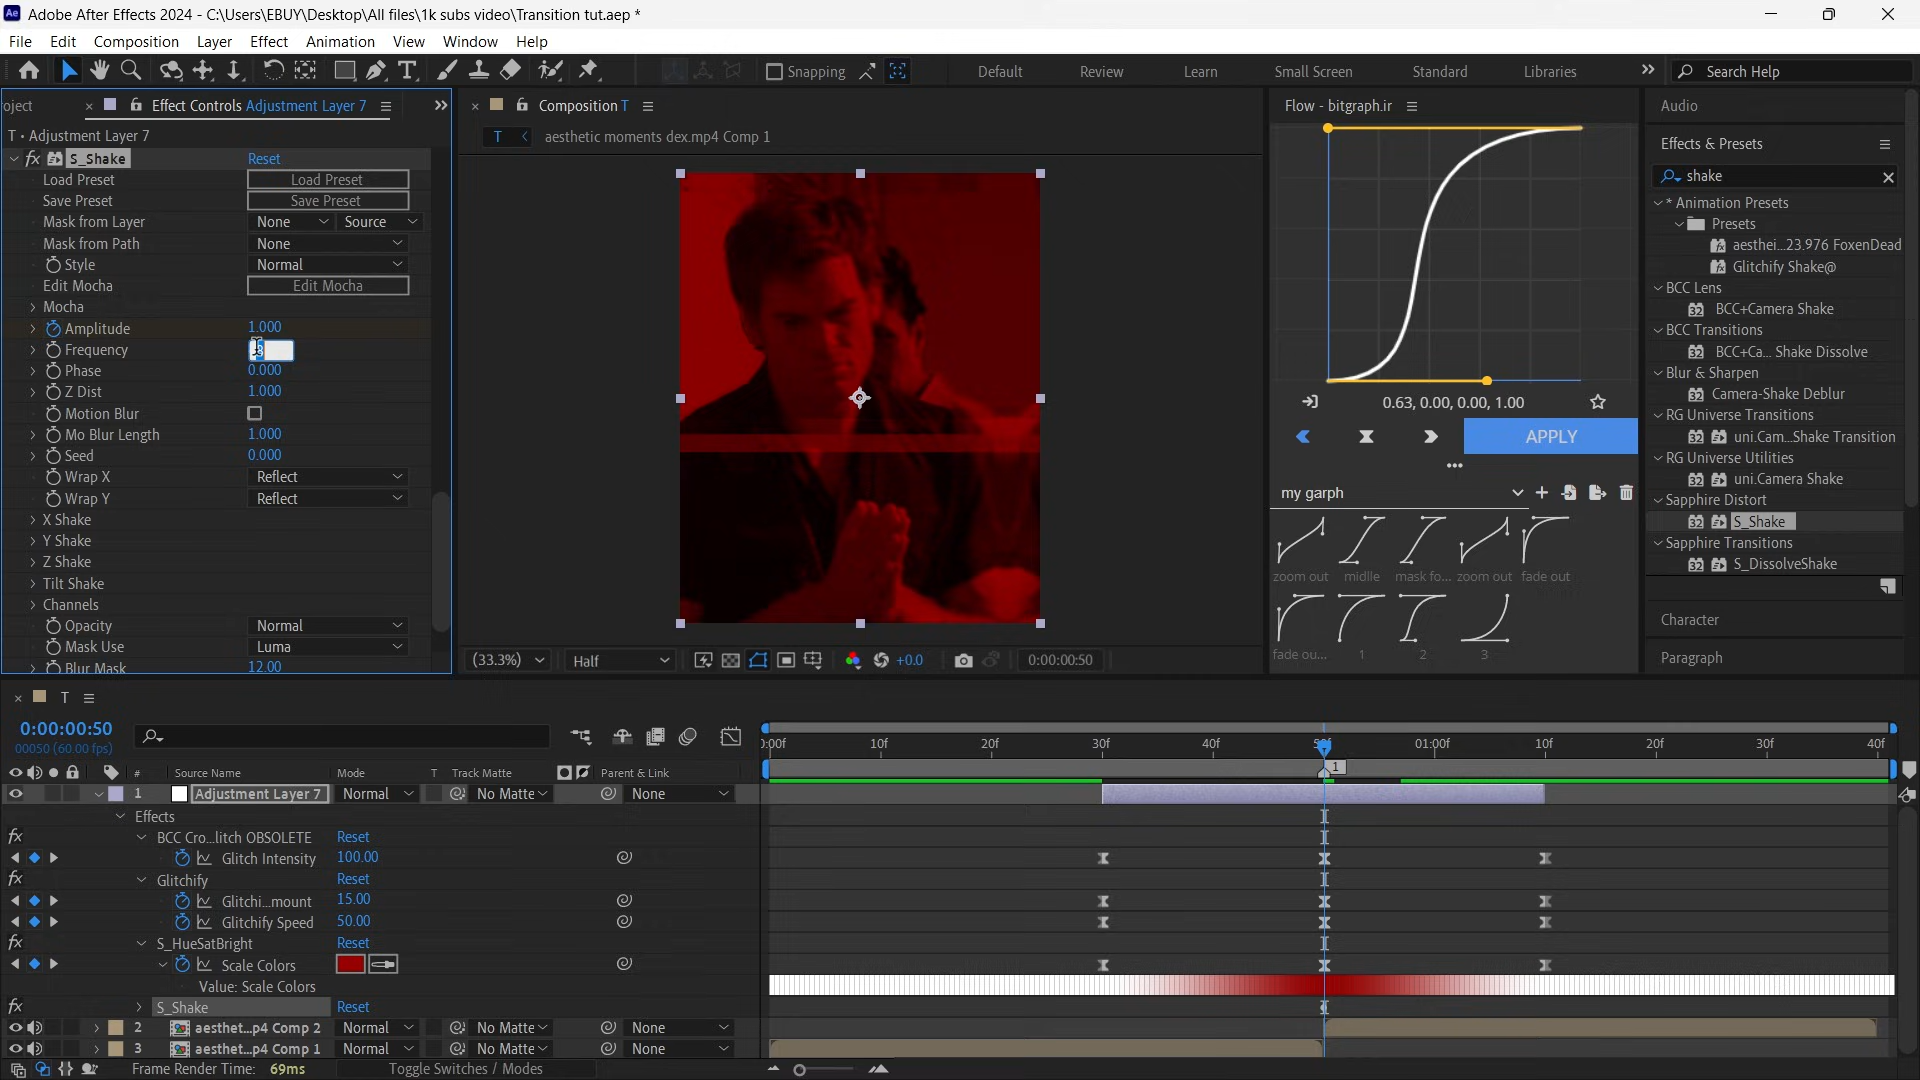 Adobe After Effects 2024 - C:\Users\EBUY\Desktop\All files\1k subs video\Transition tut.aep *
File Edit Composition Layer Effect Animation View Window Help
Snapping Default Review Learn Small Screen Standard Libraries Search Help
oject Effect Controls Adjustment Layer 7
T • Adjustment Layer 7
fx S_Shake Reset
Load Preset Load Preset
Save Preset Save Preset
Mask from Layer None Source
Mask from Path None
Style Normal
Edit Mocha Edit Mocha
Mocha
Amplitude 1.000
Frequency
Phase 0.000
Z Dist 1.000
Motion Blur
Mo Blur Length 1.000
Seed 0.000
Wrap X Reflect
Wrap Y Reflect
X Shake
Y Shake
Z Shake
Tilt Shake
Channels
Opacity Normal
Mask Use Luma
Blur Mask 12.00
Composition T
T aesthetic moments dex.mp4 Comp 1
(33.3%) Half +0.0 0:00:00:50
Flow - bitgraph.ir
0.63, 0.00, 0.00, 1.00
APPLY
my garph
zoom out midlle mask fo... zoom out fade out
fade ou... 1 2 3
Audio
Effects & Presets
shake
* Animation Presets
Presets
aesthei...23.976 FoxenDead
Glitchify Shake@
BCC Lens
BCC+Camera Shake
BCC Transitions
BCC+Ca... Shake Dissolve
Blur & Sharpen
Camera-Shake Deblur
RG Universe Transitions
uni.Cam...Shake Transition
RG Universe Utilities
uni.Camera Shake
Sapphire Distort
S_Shake
Sapphire Transitions
S_DissolveShake
Character
Paragraph
T
0:00:00:50
00050 (60.00 fps)
# Source Name Mode T Track Matte Parent & Link
1 Adjustment Layer 7 Normal No Matte None
Effects
fx BCC Cro...litch OBSOLETE Reset
Glitch Intensity 100.00
fx Glitchify Reset
Glitchi...mount 15.00
Glitchify Speed 50.00
fx S_HueSatBright Reset
Scale Colors
Value: Scale Colors
fx S_Shake Reset
2 aesthet...p4 Comp 2 Normal No Matte None
3 aesthet...p4 Comp 1 Normal No Matte None
Frame Render Time: 69ms Toggle Switches / Modes
10f 20f 30f 40f 01:00f 10f 20f 30f 40f
1